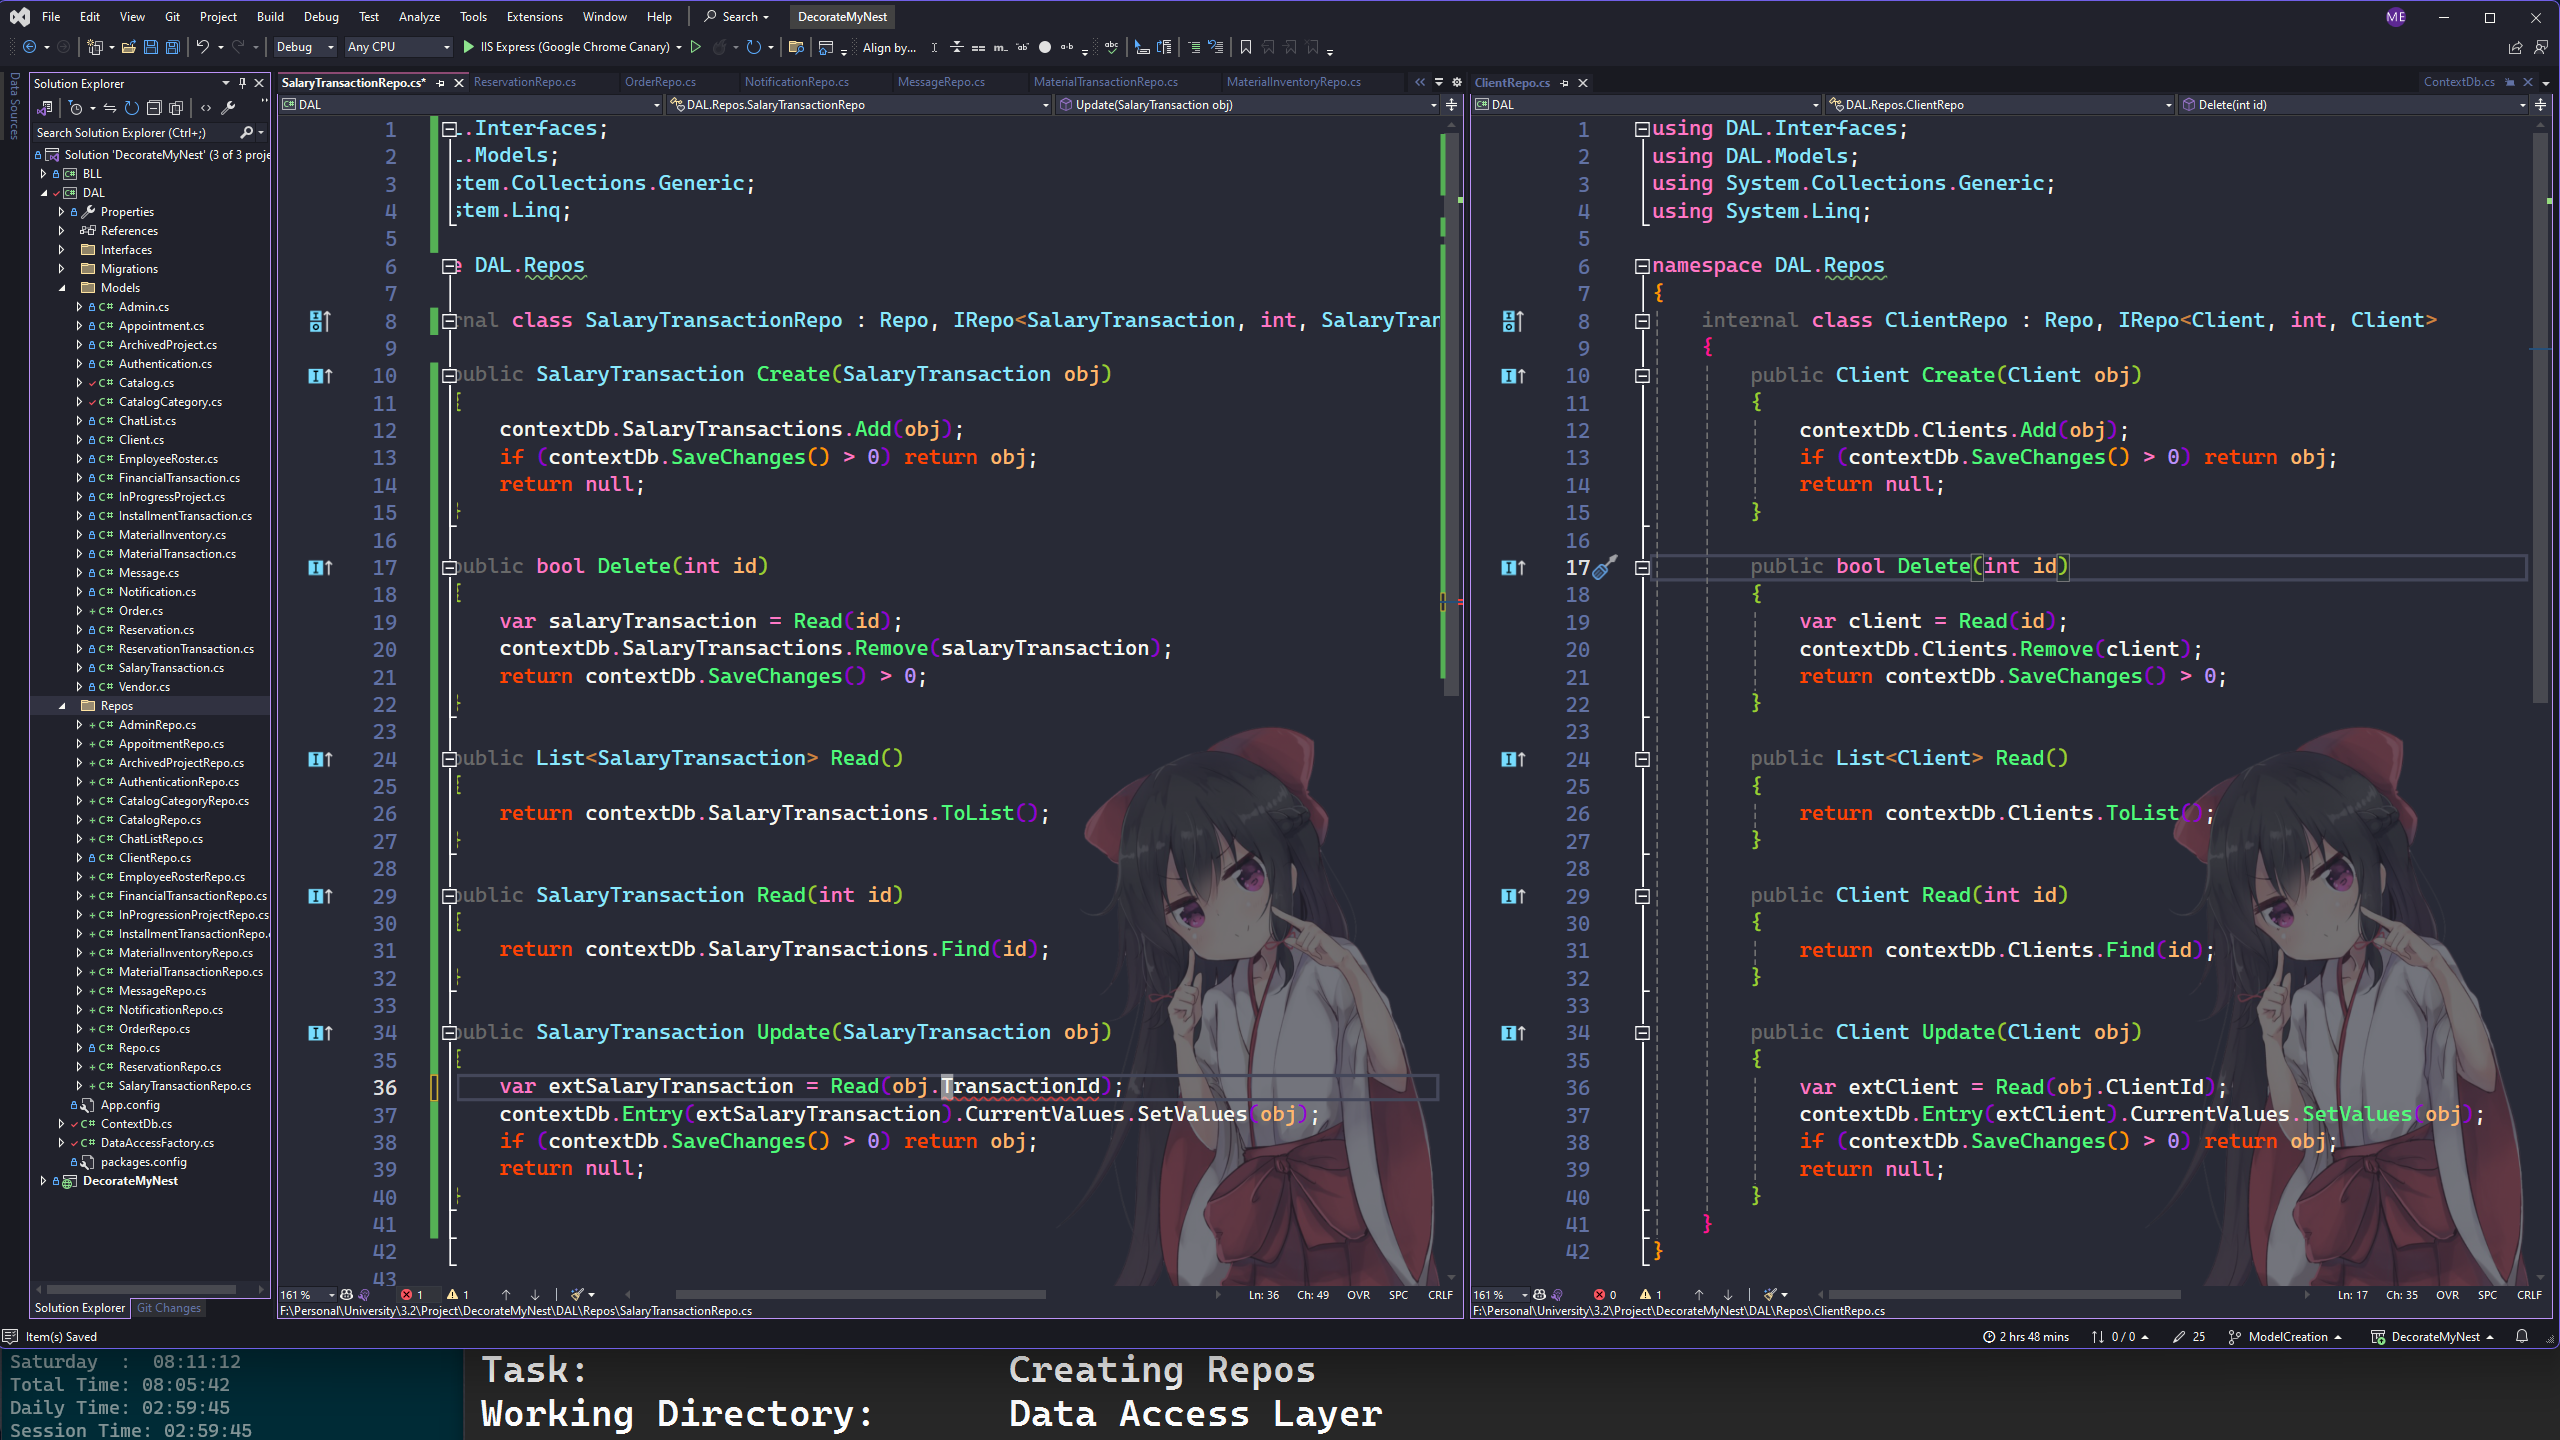 File Edit View Git Project Build Debug Test Analyze Tools Extensions Window Help Search DecorateMyNest ME
Debug Any CPU IIS Express (Google Chrome Canary) Align by...
Data Sources
Solution Explorer
Search Solution Explorer (Ctrl+;)
Solution 'DecorateMyNest' (3 of 3 proje
BLL
DAL
Properties
References
Interfaces
Migrations
Models
C# Admin.cs
C# Appointment.cs
C# ArchivedProject.cs
C# Authentication.cs
C# Catalog.cs
C# CatalogCategory.cs
C# ChatList.cs
C# Client.cs
C# EmployeeRoster.cs
C# FinancialTransaction.cs
C# InProgressProject.cs
C# InstallmentTransaction.cs
C# MaterialInventory.cs
C# MaterialTransaction.cs
C# Message.cs
C# Notification.cs
C# Order.cs
C# Reservation.cs
C# ReservationTransaction.cs
C# SalaryTransaction.cs
C# Vendor.cs
Repos
C# AdminRepo.cs
C# AppoitmentRepo.cs
C# ArchivedProjectRepo.cs
C# AuthenticationRepo.cs
C# CatalogCategoryRepo.cs
C# CatalogRepo.cs
C# ChatListRepo.cs
C# ClientRepo.cs
C# EmployeeRosterRepo.cs
C# FinancialTransactionRepo.cs
C# InProgressionProjectRepo.cs
C# InstallmentTransactionRepo.
C# MaterialInventoryRepo.cs
C# MaterialTransactionRepo.cs
C# MessageRepo.cs
C# NotificationRepo.cs
C# OrderRepo.cs
C# Repo.cs
C# ReservationRepo.cs
C# SalaryTransactionRepo.cs
App.config
C# ContextDb.cs
C# DataAccessFactory.cs
packages.config
DecorateMyNest
Solution Explorer Git Changes
SalaryTransactionRepo.cs* ReservationRepo.cs OrderRepo.cs NotificationRepo.cs MessageRepo.cs MaterialTransactionRepo.cs MaterialInventoryRepo.cs
DAL DAL.Repos.SalaryTransactionRepo Update(SalaryTransaction obj)
1 .Interfaces;
2 .Models;
3 stem.Collections.Generic;
4 stem.Linq;
5
6 e DAL.Repos
7
8 rnal class SalaryTransactionRepo : Repo, IRepo<SalaryTransaction, int, SalaryTran
9
10 public SalaryTransaction Create(SalaryTransaction obj)
11 {
12 contextDb.SalaryTransactions.Add(obj);
13 if (contextDb.SaveChanges() > 0) return obj;
14 return null;
15 }
16
17 public bool Delete(int id)
18 {
19 var salaryTransaction = Read(id);
20 contextDb.SalaryTransactions.Remove(salaryTransaction);
21 return contextDb.SaveChanges() > 0;
22 }
23
24 public List<SalaryTransaction> Read()
25 {
26 return contextDb.SalaryTransactions.ToList();
27 }
28
29 public SalaryTransaction Read(int id)
30 {
31 return contextDb.SalaryTransactions.Find(id);
32 }
33
34 public SalaryTransaction Update(SalaryTransaction obj)
35 {
36 var extSalaryTransaction = Read(obj.TransactionId);
37 contextDb.Entry(extSalaryTransaction).CurrentValues.SetValues(obj);
38 if (contextDb.SaveChanges() > 0) return obj;
39 return null;
40 }
41
42
43
161 % 1 1 Ln: 36 Ch: 49 OVR SPC CRLF
F:\Personal\University\3.2\Project\DecorateMyNest\DAL\Repos\SalaryTransactionRepo.cs
ClientRepo.cs ContextDb.cs
DAL DAL.Repos.ClientRepo Delete(int id)
1 using DAL.Interfaces;
2 using DAL.Models;
3 using System.Collections.Generic;
4 using System.Linq;
5
6 namespace DAL.Repos
7 {
8 internal class ClientRepo : Repo, IRepo<Client, int, Client>
9 {
10 public Client Create(Client obj)
11 {
12 contextDb.Clients.Add(obj);
13 if (contextDb.SaveChanges() > 0) return obj;
14 return null;
15 }
16
17 public bool Delete(int id)
18 {
19 var client = Read(id);
20 contextDb.Clients.Remove(client);
21 return contextDb.SaveChanges() > 0;
22 }
23
24 public List<Client> Read()
25 {
26 return contextDb.Clients.ToList();
27 }
28
29 public Client Read(int id)
30 {
31 return contextDb.Clients.Find(id);
32 }
33
34 public Client Update(Client obj)
35 {
36 var extClient = Read(obj.ClientId);
37 contextDb.Entry(extClient).CurrentValues.SetValues(obj);
38 if (contextDb.SaveChanges() > 0) return obj;
39 return null;
40 }
41 }
42 }
161 % 0 1 Ln: 17 Ch: 35 OVR SPC CRLF
F:\Personal\University\3.2\Project\DecorateMyNest\DAL\Repos\ClientRepo.cs
Item(s) Saved 2 hrs 48 mins 0 / 0 25 ModelCreation DecorateMyNest
Saturday : 08:11:12
Total Time: 08:05:42
Daily Time: 02:59:45
Session Time: 02:59:45
Task: Creating Repos
Working Directory: Data Access Layer